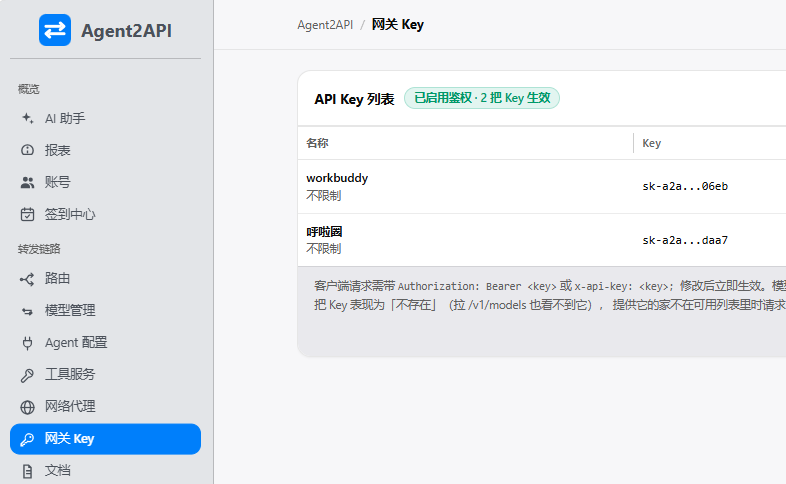 Agent2API
概览
AI 助手
报表
账号
签到中心
转发链路
路由
模型管理
Agent 配置
工具服务
网络代理
网关 Key
文档
Agent2API / 网关 Key
API Key 列表 已启用鉴权 · 2 把 Key 生效
名称 Key
workbuddy
不限制
sk-a2a...06eb
呼啦圈
不限制
sk-a2a...daa7
客户端请求需带 Authorization: Bearer <key> 或 x-api-key: <key>; 修改后立即生效。模
把 Key 表现为「不存在」（拉 /v1/models 也看不到它），提供它的家不在可用列表里时请求